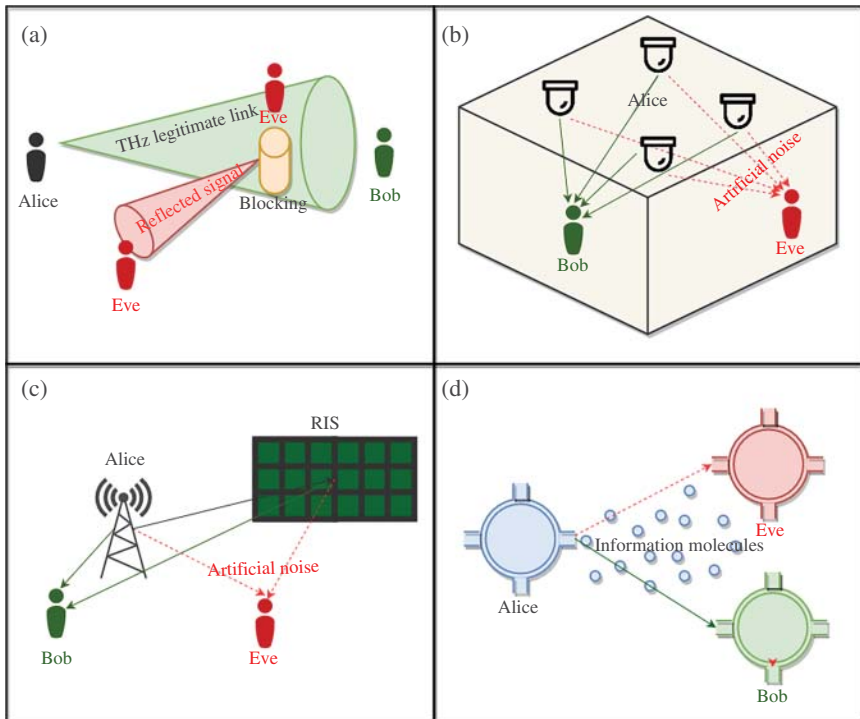 (a)
Eve
THz legitimate link
Alice
Bob
Reflected signal
Blocking
Eve
(b)
Alice
Artificial noise
Bob
Eve
(c)
RIS
Alice
Artificial noise
Bob
Eve
(d)
Eve
Information molecules
Alice
Bob